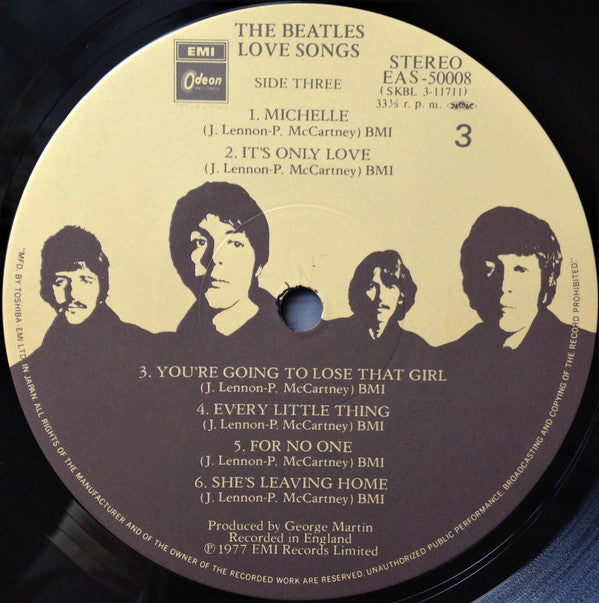 THE BEATLES
LOVE SONGS
EMI
Odeon
SIDE THREE
STEREO
EAS-50008
(SKBL 3-11711)
33⅓ r. p. m.
3
1. MICHELLE
(J. Lennon-P. McCartney) BMI
2. IT'S ONLY LOVE
(J. Lennon-P. McCartney) BMI
3. YOU'RE GOING TO LOSE THAT GIRL
(J. Lennon-P. McCartney) BMI
4. EVERY LITTLE THING
(J. Lennon-P. McCartney) BMI
5. FOR NO ONE
(J. Lennon-P. McCartney) BMI
6. SHE'S LEAVING HOME
(J. Lennon-P. McCartney) BMI
Produced by George Martin
Recorded in England
℗ 1977 EMI Records Limited
"MFD. BY TOSHIBA EMI LTD. IN JAPAN. ALL RIGHTS OF THE MANUFACTURER AND OF THE OWNER OF THE RECORDED WORK ARE RESERVED. UNAUTHORIZED PUBLIC PERFORMANCE, BROADCASTING AND COPYING OF THE RECORD PROHIBITED."